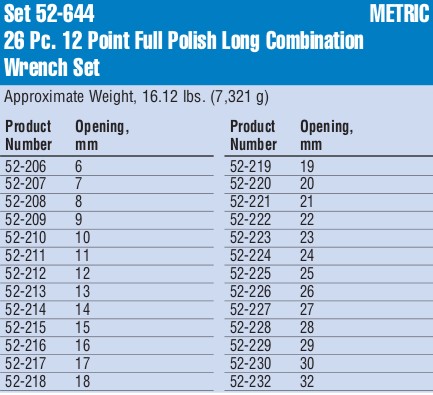 Set 52-644 METRIC
26 Pc. 12 Point Full Polish Long Combination
Wrench Set
Approximate Weight, 16.12 lbs. (7,321 g)
Product Opening, Product Opening,
Number mm Number mm
52-206 6 52-219 19
52-207 7 52-220 20
52-208 8 52-221 21
52-209 9 52-222 22
52-210 10 52-223 23
52-211 11 52-224 24
52-212 12 52-225 25
52-213 13 52-226 26
52-214 14 52-227 27
52-215 15 52-228 28
52-216 16 52-229 29
52-217 17 52-230 30
52-218 18 52-232 32